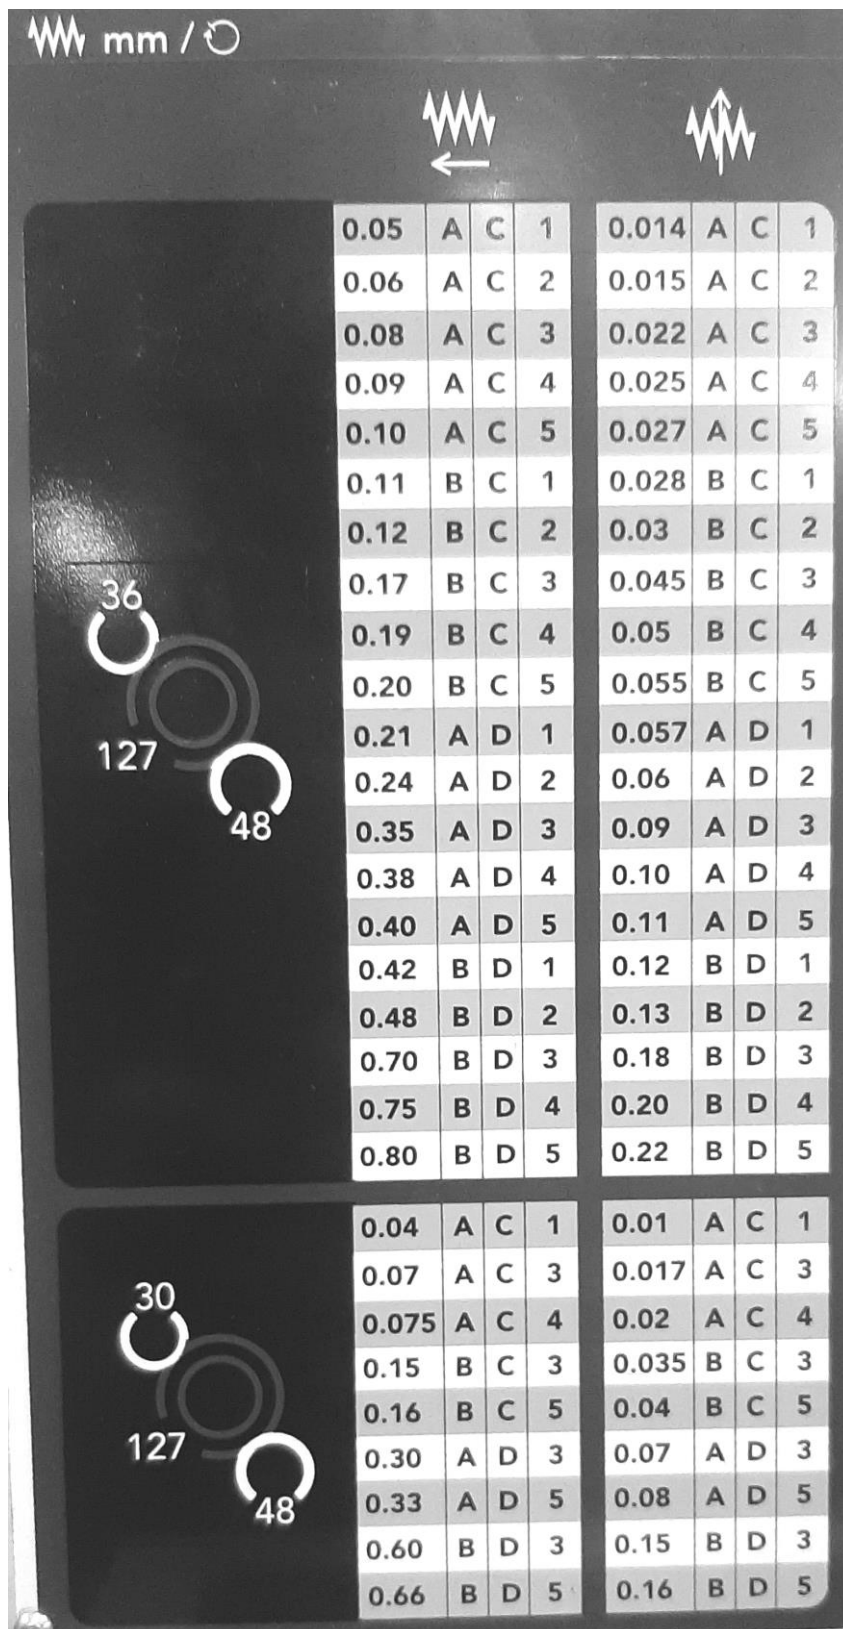 mm /
0.05 A C 1 0.014 A C 1
0.06 A C 2 0.015 A C 2
0.08 A C 3 0.022 A C 3
0.09 A C 4 0.025 A C 4
0.10 A C 5 0.027 A C 5
0.11 B C 1 0.028 B C 1
0.12 B C 2 0.03 B C 2
0.17 B C 3 0.045 B C 3
36
0.19 B C 4 0.05 B C 4
0.20 B C 5 0.055 B C 5
0.21 A D 1 0.057 A D 1
127
0.24 A D 2 0.06 A D 2
48
0.35 A D 3 0.09 A D 3
0.38 A D 4 0.10 A D 4
0.40 A D 5 0.11 A D 5
0.42 B D 1 0.12 B D 1
0.48 B D 2 0.13 B D 2
0.70 B D 3 0.18 B D 3
0.75 B D 4 0.20 B D 4
0.80 B D 5 0.22 B D 5
0.04 A C 1 0.01 A C 1
0.07 A C 3 0.017 A C 3
30
0.075 A C 4 0.02 A C 4
0.15 B C 3 0.035 B C 3
0.16 B C 5 0.04 B C 5
127
0.30 A D 3 0.07 A D 3
48
0.33 A D 5 0.08 A D 5
0.60 B D 3 0.15 B D 3
0.66 B D 5 0.16 B D 5